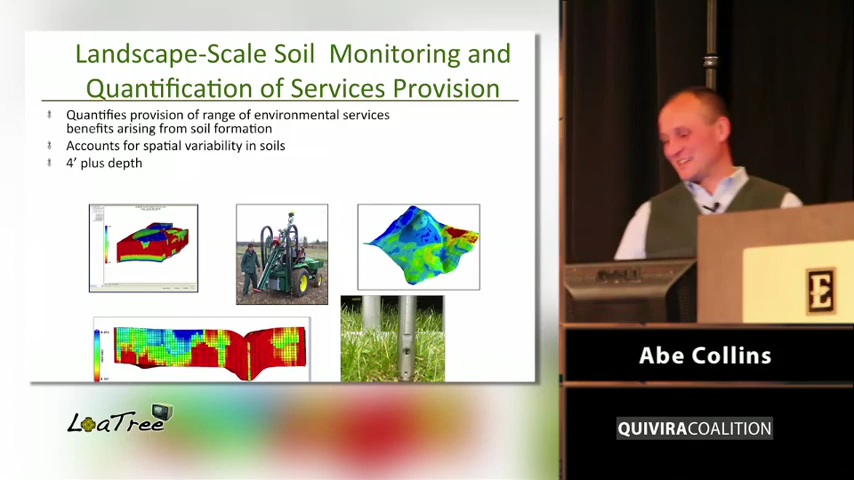 Landscape-Scale Soil Monitoring and
Quantification of Services Provision
Quantifies provision of range of environmental services
benefits arising from soil formation
Accounts for spatial variability in soils
4' plus depth
E
Abe Collins
LoaTree
QUIVIRACOALITION